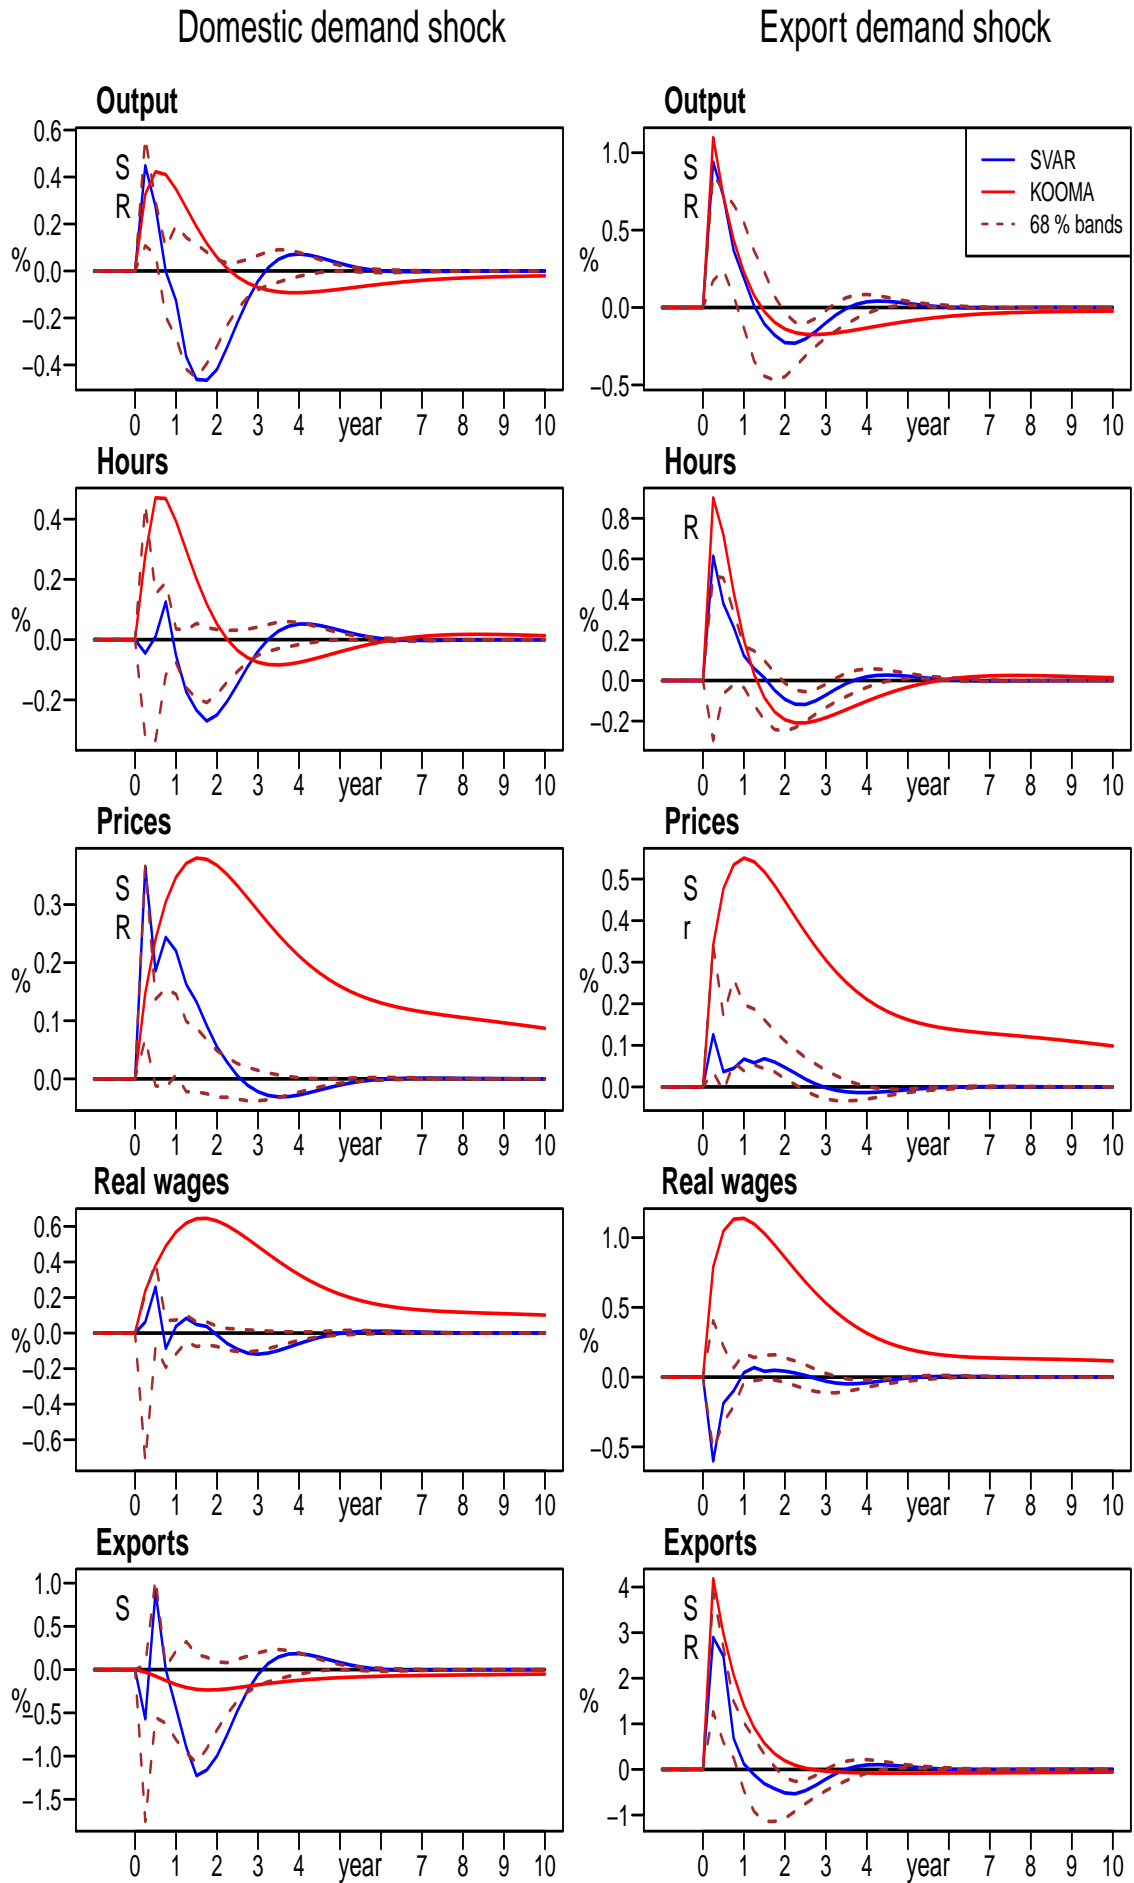 Domestic demand shock
Export demand shock
Output
0.6
0.4
0.2
0.0
−0.2
−0.4
%
S
R
0 1 2 3 4 year 7 8 9 10
Output
1.0
0.5
0.0
−0.5
%
S
R
SVAR
KOOMA
68 % bands
0 1 2 3 4 year 7 8 9 10
Hours
0.4
0.2
0.0
−0.2
%
0 1 2 3 4 year 7 8 9 10
Hours
0.8
0.6
0.4
0.2
0.0
−0.2
%
R
0 1 2 3 4 year 7 8 9 10
Prices
0.3
0.2
0.1
0.0
%
S
R
0 1 2 3 4 year 7 8 9 10
Prices
0.5
0.4
0.3
0.2
0.1
0.0
%
S
r
0 1 2 3 4 year 7 8 9 10
Real wages
0.6
0.4
0.2
0.0
−0.2
−0.4
−0.6
%
0 1 2 3 4 year 7 8 9 10
Real wages
1.0
0.5
0.0
−0.5
%
0 1 2 3 4 year 7 8 9 10
Exports
1.0
0.5
0.0
−0.5
−1.0
−1.5
%
S
0 1 2 3 4 year 7 8 9 10
Exports
4
3
2
1
0
−1
%
S
R
0 1 2 3 4 year 7 8 9 10